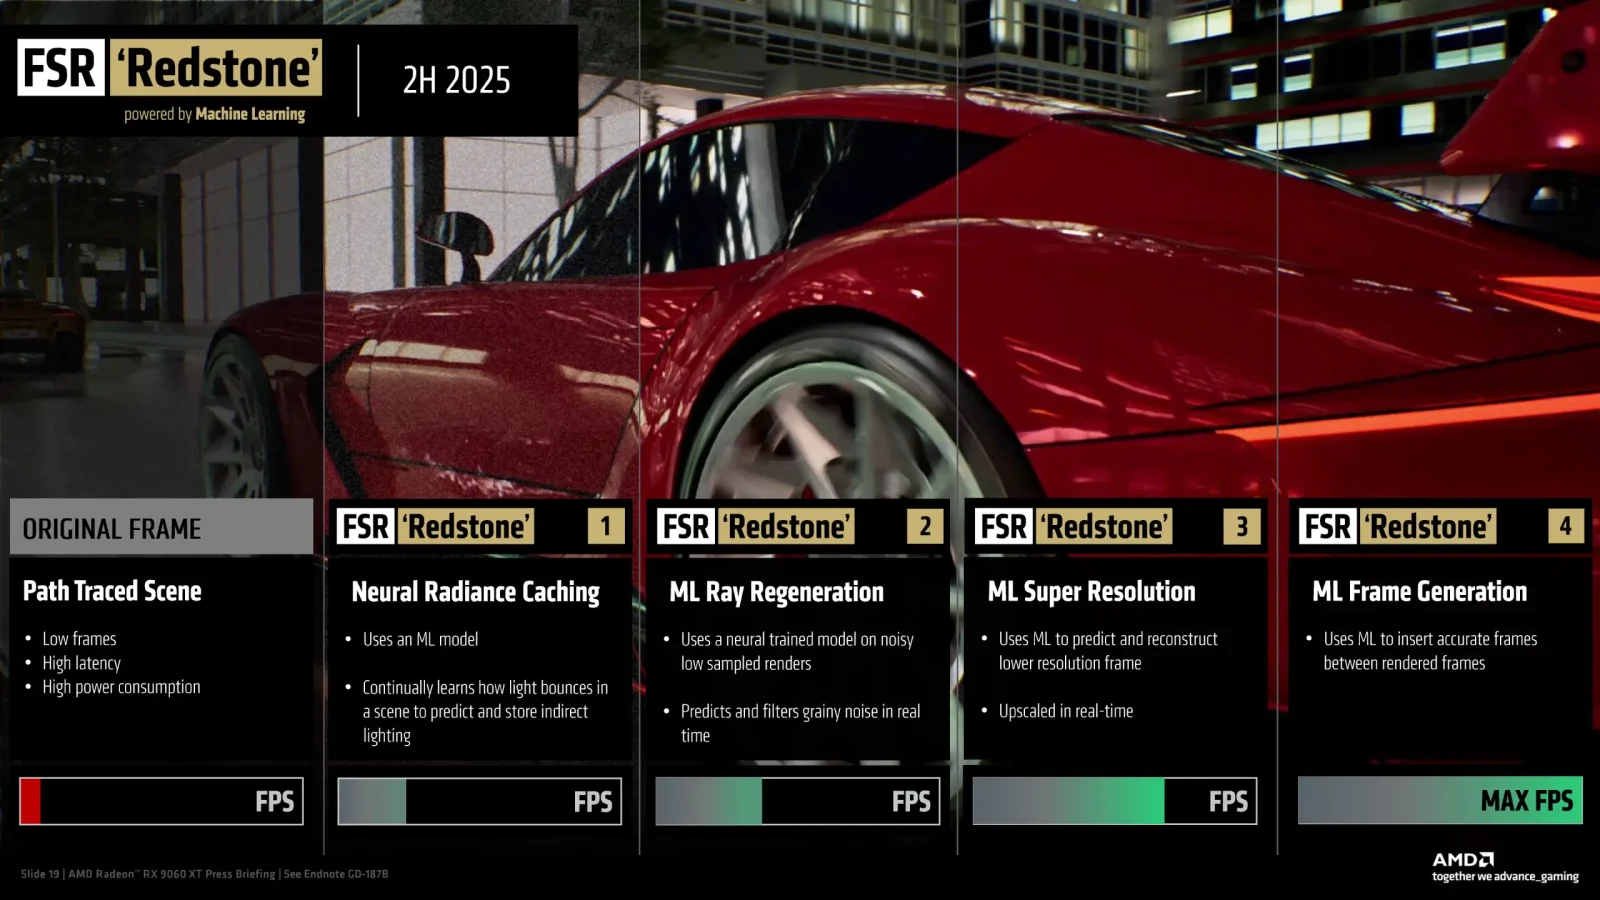 FSR 'Redstone'
powered by Machine Learning
2H 2025
ORIGINAL FRAME
Path Traced Scene
• Low frames
• High latency
• High power consumption
FPS
FSR 'Redstone' 1
Neural Radiance Caching
• Uses an ML model
• Continually learns how light bounces in
a scene to predict and store indirect
lighting
FPS
FSR 'Redstone' 2
ML Ray Regeneration
• Uses a neural trained model on noisy
low sampled renders
• Predicts and filters grainy noise in real
time
FPS
FSR 'Redstone' 3
ML Super Resolution
• Uses ML to predict and reconstruct
lower resolution frame
• Upscaled in real-time
FPS
FSR 'Redstone' 4
ML Frame Generation
• Uses ML to insert accurate frames
between rendered frames
MAX FPS
Slide 19 | AMD Radeon™ RX 9060 XT Press Briefing | See Endnote GD-187B
AMD
together we advance_gaming